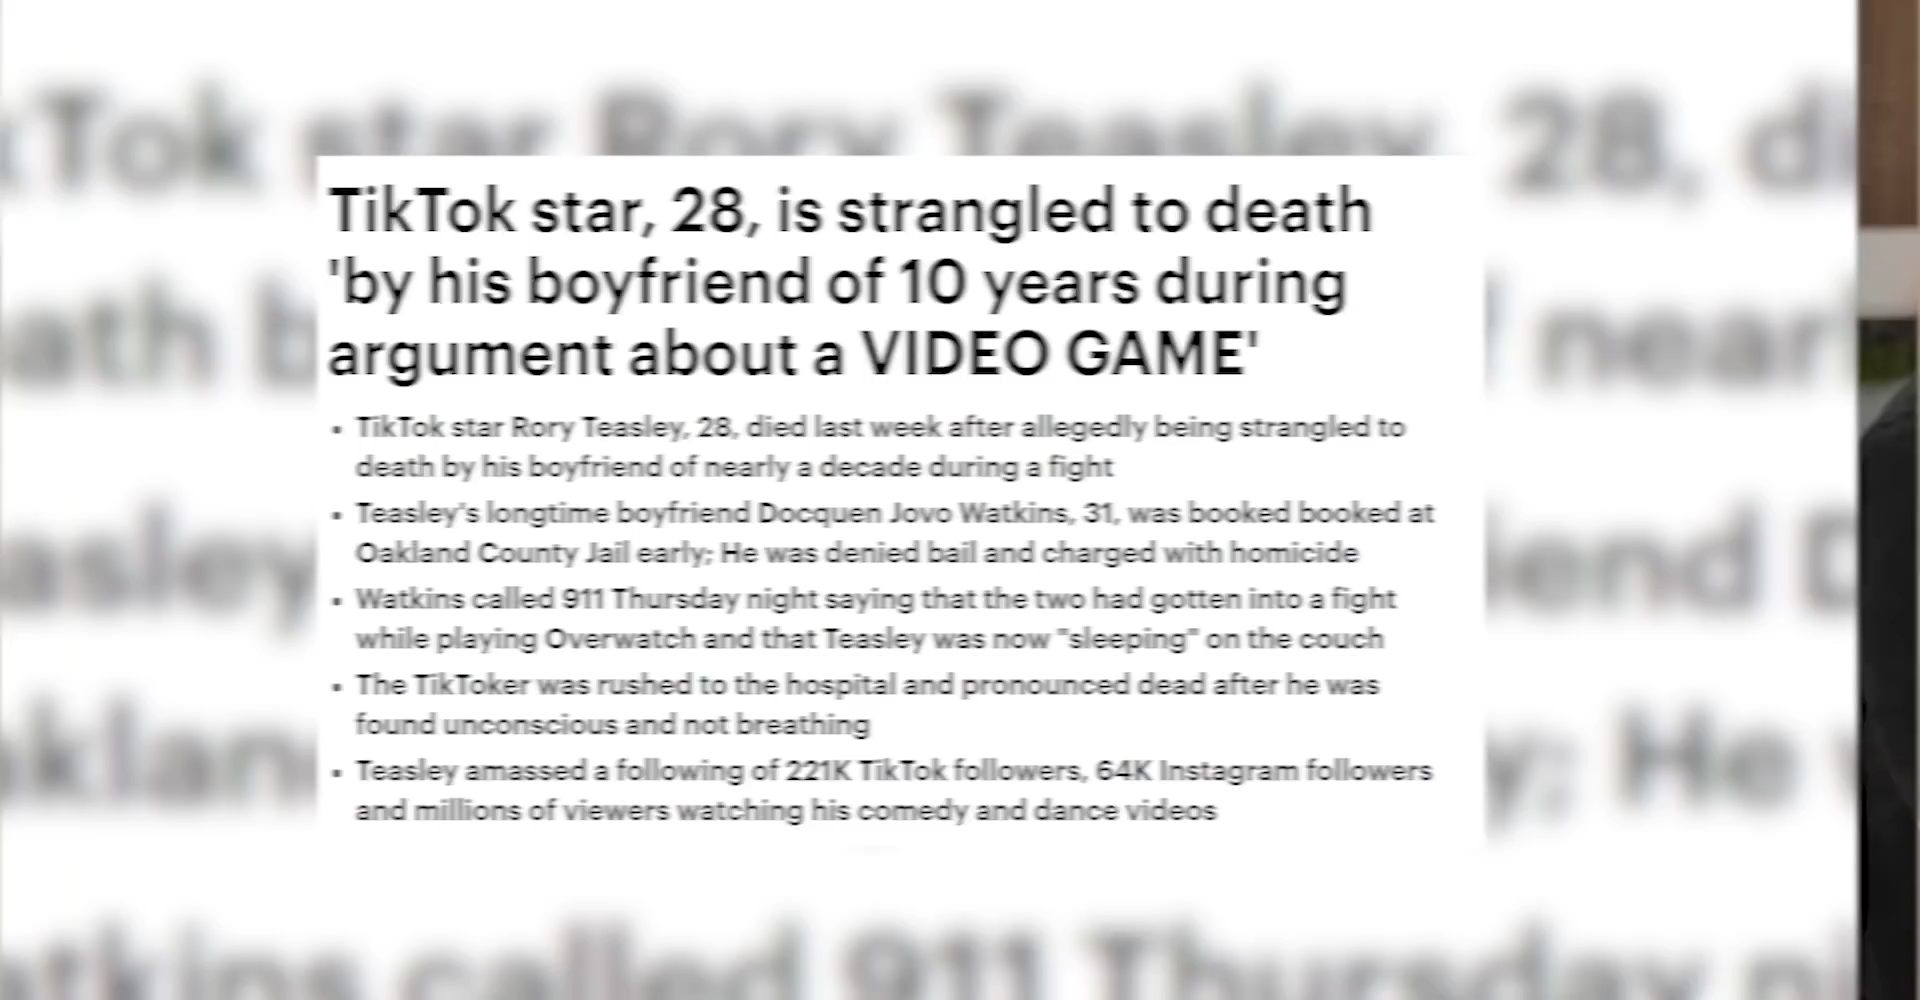 TikTok star, 28, is strangled to death
'by his boyfriend of 10 years during
argument about a VIDEO GAME'
• TikTok star Rory Teasley, 28, died last week after allegedly being strangled to
death by his boyfriend of nearly a decade during a fight
• Teasley's longtime boyfriend Docquen Jovo Watkins, 31, was booked booked at
Oakland County Jail early; He was denied bail and charged with homicide
• Watkins called 911 Thursday night saying that the two had gotten into a fight
while playing Overwatch and that Teasley was now "sleeping" on the couch
• The TikToker was rushed to the hospital and pronounced dead after he was
found unconscious and not breathing
• Teasley amassed a following of 221K TikTok followers, 64K Instagram followers
and millions of viewers watching his comedy and dance videos